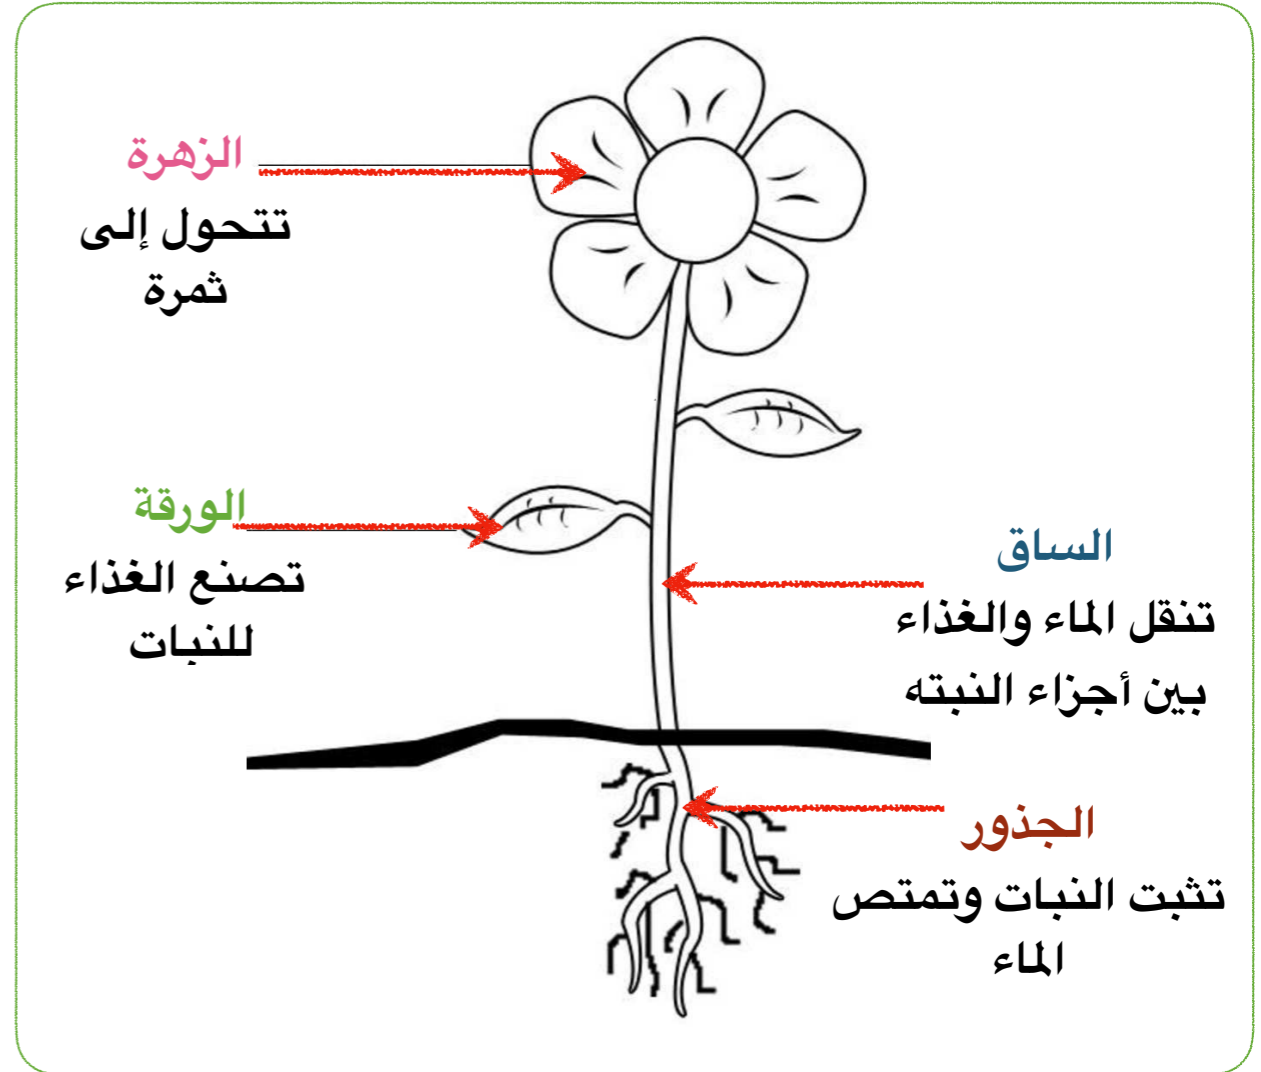 الزهرة
تتحول إلى
ثمرة
الورقة
تصنع الغذاء
للنبات
الساق
تنقل الماء والغذاء
بين أجزاء النبته
الجذور
تثبت النبات وتمتص
الماء